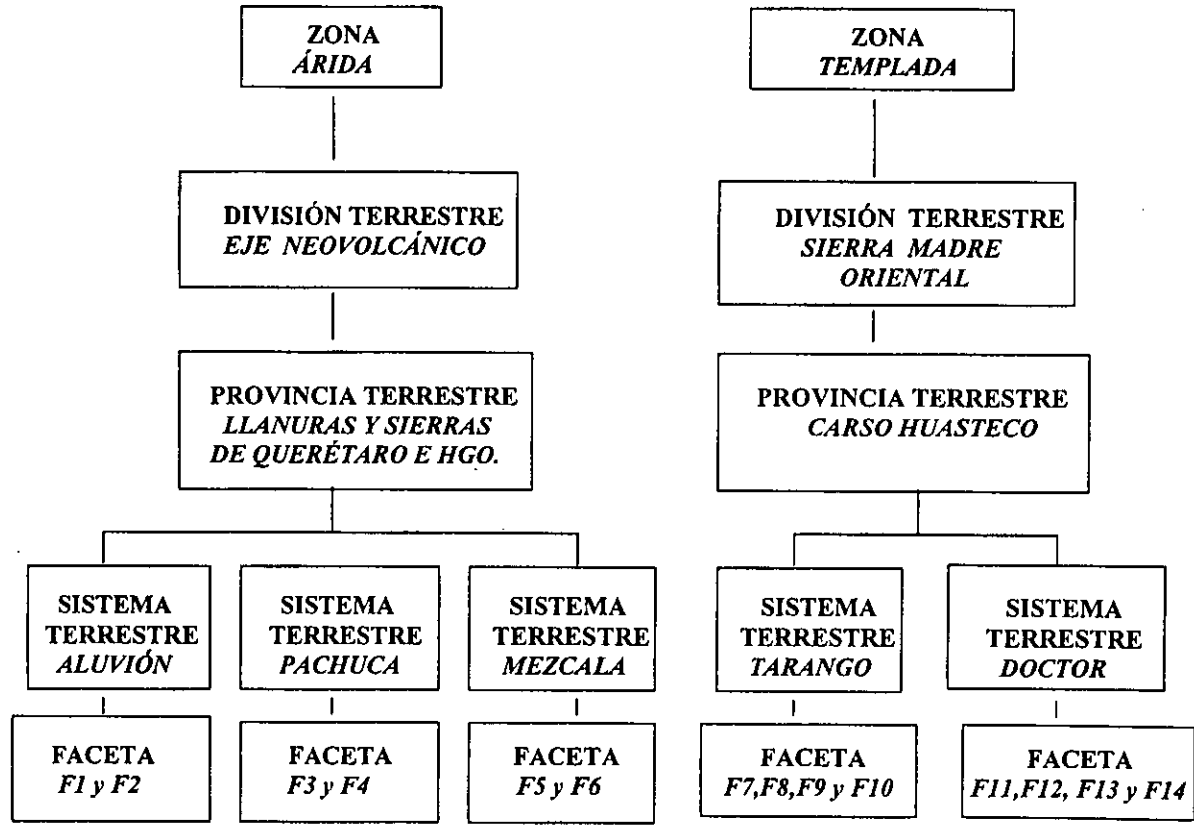 ZONA
ÁRIDA
ZONA
TEMPLADA
DIVISIÓN TERRESTRE
EJE NEOVOLCÁNICO
DIVISIÓN TERRESTRE
SIERRA MADRE
ORIENTAL
PROVINCIA TERRESTRE
LLANURAS Y SIERRAS
DE QUERÉTARO E HGO.
PROVINCIA TERRESTRE
CARSO HUASTECO
SISTEMA
TERRESTRE
ALUVIÓN
SISTEMA
TERRESTRE
PACHUCA
SISTEMA
TERRESTRE
MEZCALA
SISTEMA
TERRESTRE
TARANGO
SISTEMA
TERRESTRE
DOCTOR
FACETA
F1 y F2
FACETA
F3 y F4
FACETA
F5 y F6
FACETA
F7,F8,F9 y F10
FACETA
F11,F12, F13 y F14